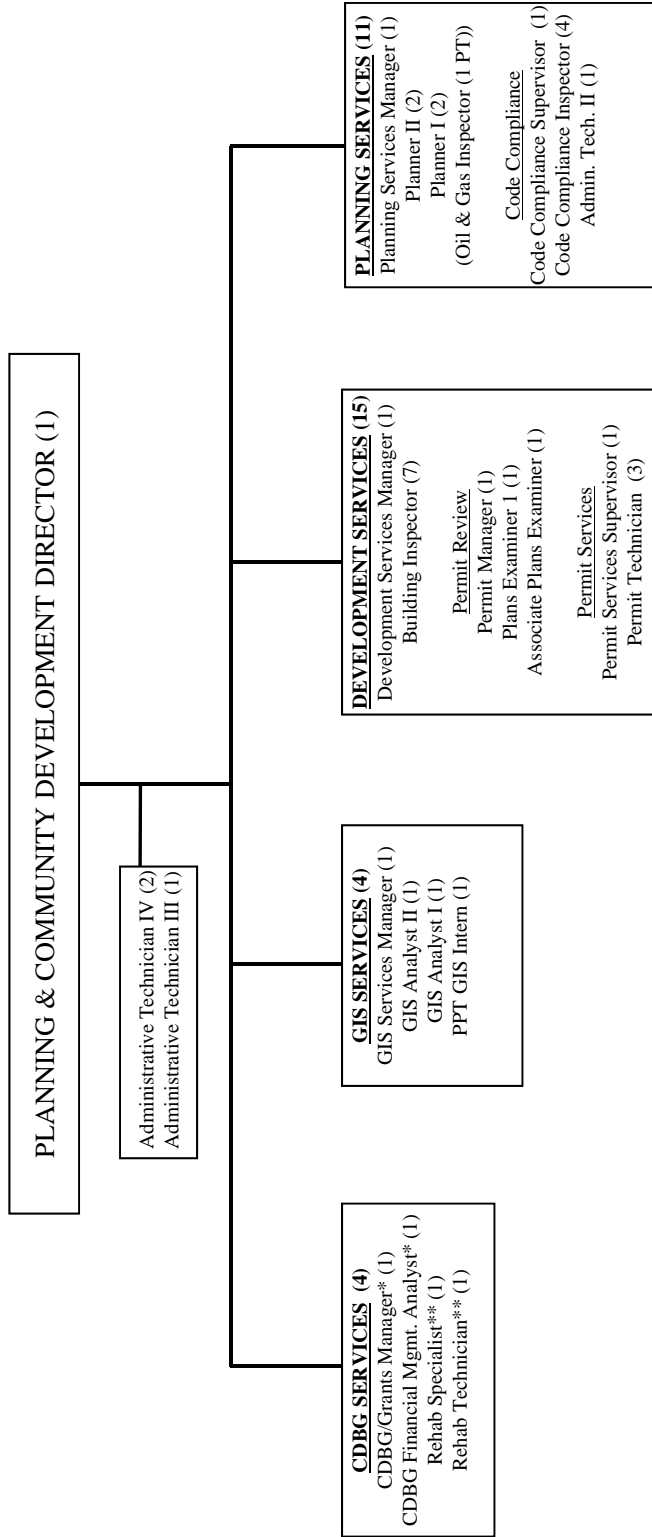 PLANNING & COMMUNITY DEVELOPMENT DIRECTOR (1)
Administrative Technician IV (2)
Administrative Technician III (1)
CDBG SERVICES (4)
CDBG/Grants Manager* (1)
CDBG Financial Mgmt. Analyst* (1)
Rehab Specialist** (1)
Rehab Technician** (1)
GIS SERVICES (4)
GIS Services Manager (1)
GIS Analyst II (1)
GIS Analyst I (1)
PPT GIS Intern (1)
DEVELOPMENT SERVICES (15)
Development Services Manager (1)
Building Inspector (7)
Permit Review
Permit Manager (1)
Plans Examiner 1 (1)
Associate Plans Examiner (1)
Permit Services
Permit Services Supervisor (1)
Permit Technician (3)
PLANNING SERVICES (11)
Planning Services Manager (1)
Planner II (2)
Planner I (2)
(Oil & Gas Inspector (1 PT))
Code Compliance
Code Compliance Supervisor (1)
Code Compliance Inspector (4)
Admin. Tech. II (1)